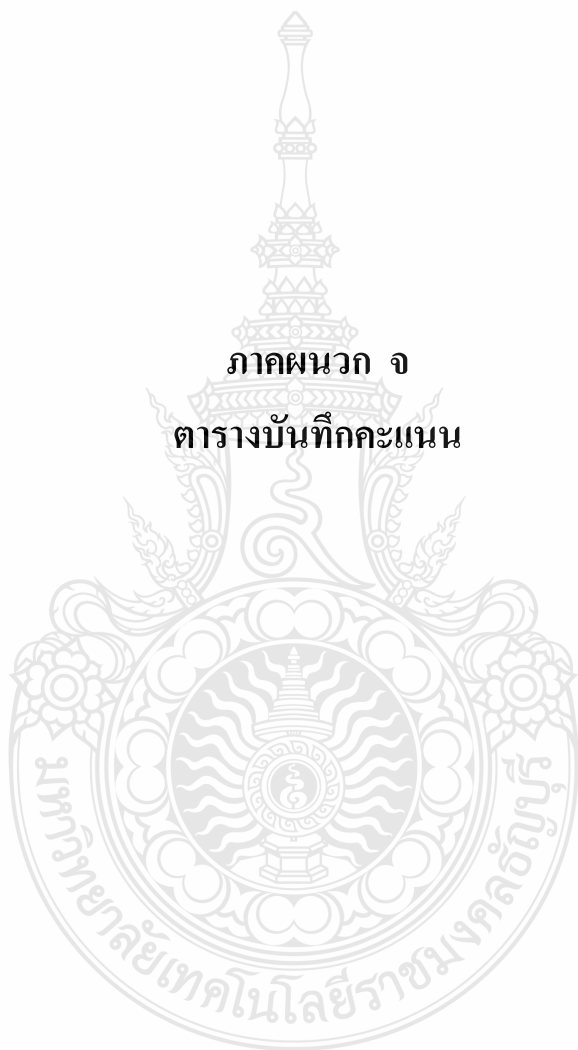 ภาคผนวก จ
ตารางบันทึกคะแนน
มหาวิทยาลัยเทคโนโลยีราชมงคลธัญบุรี